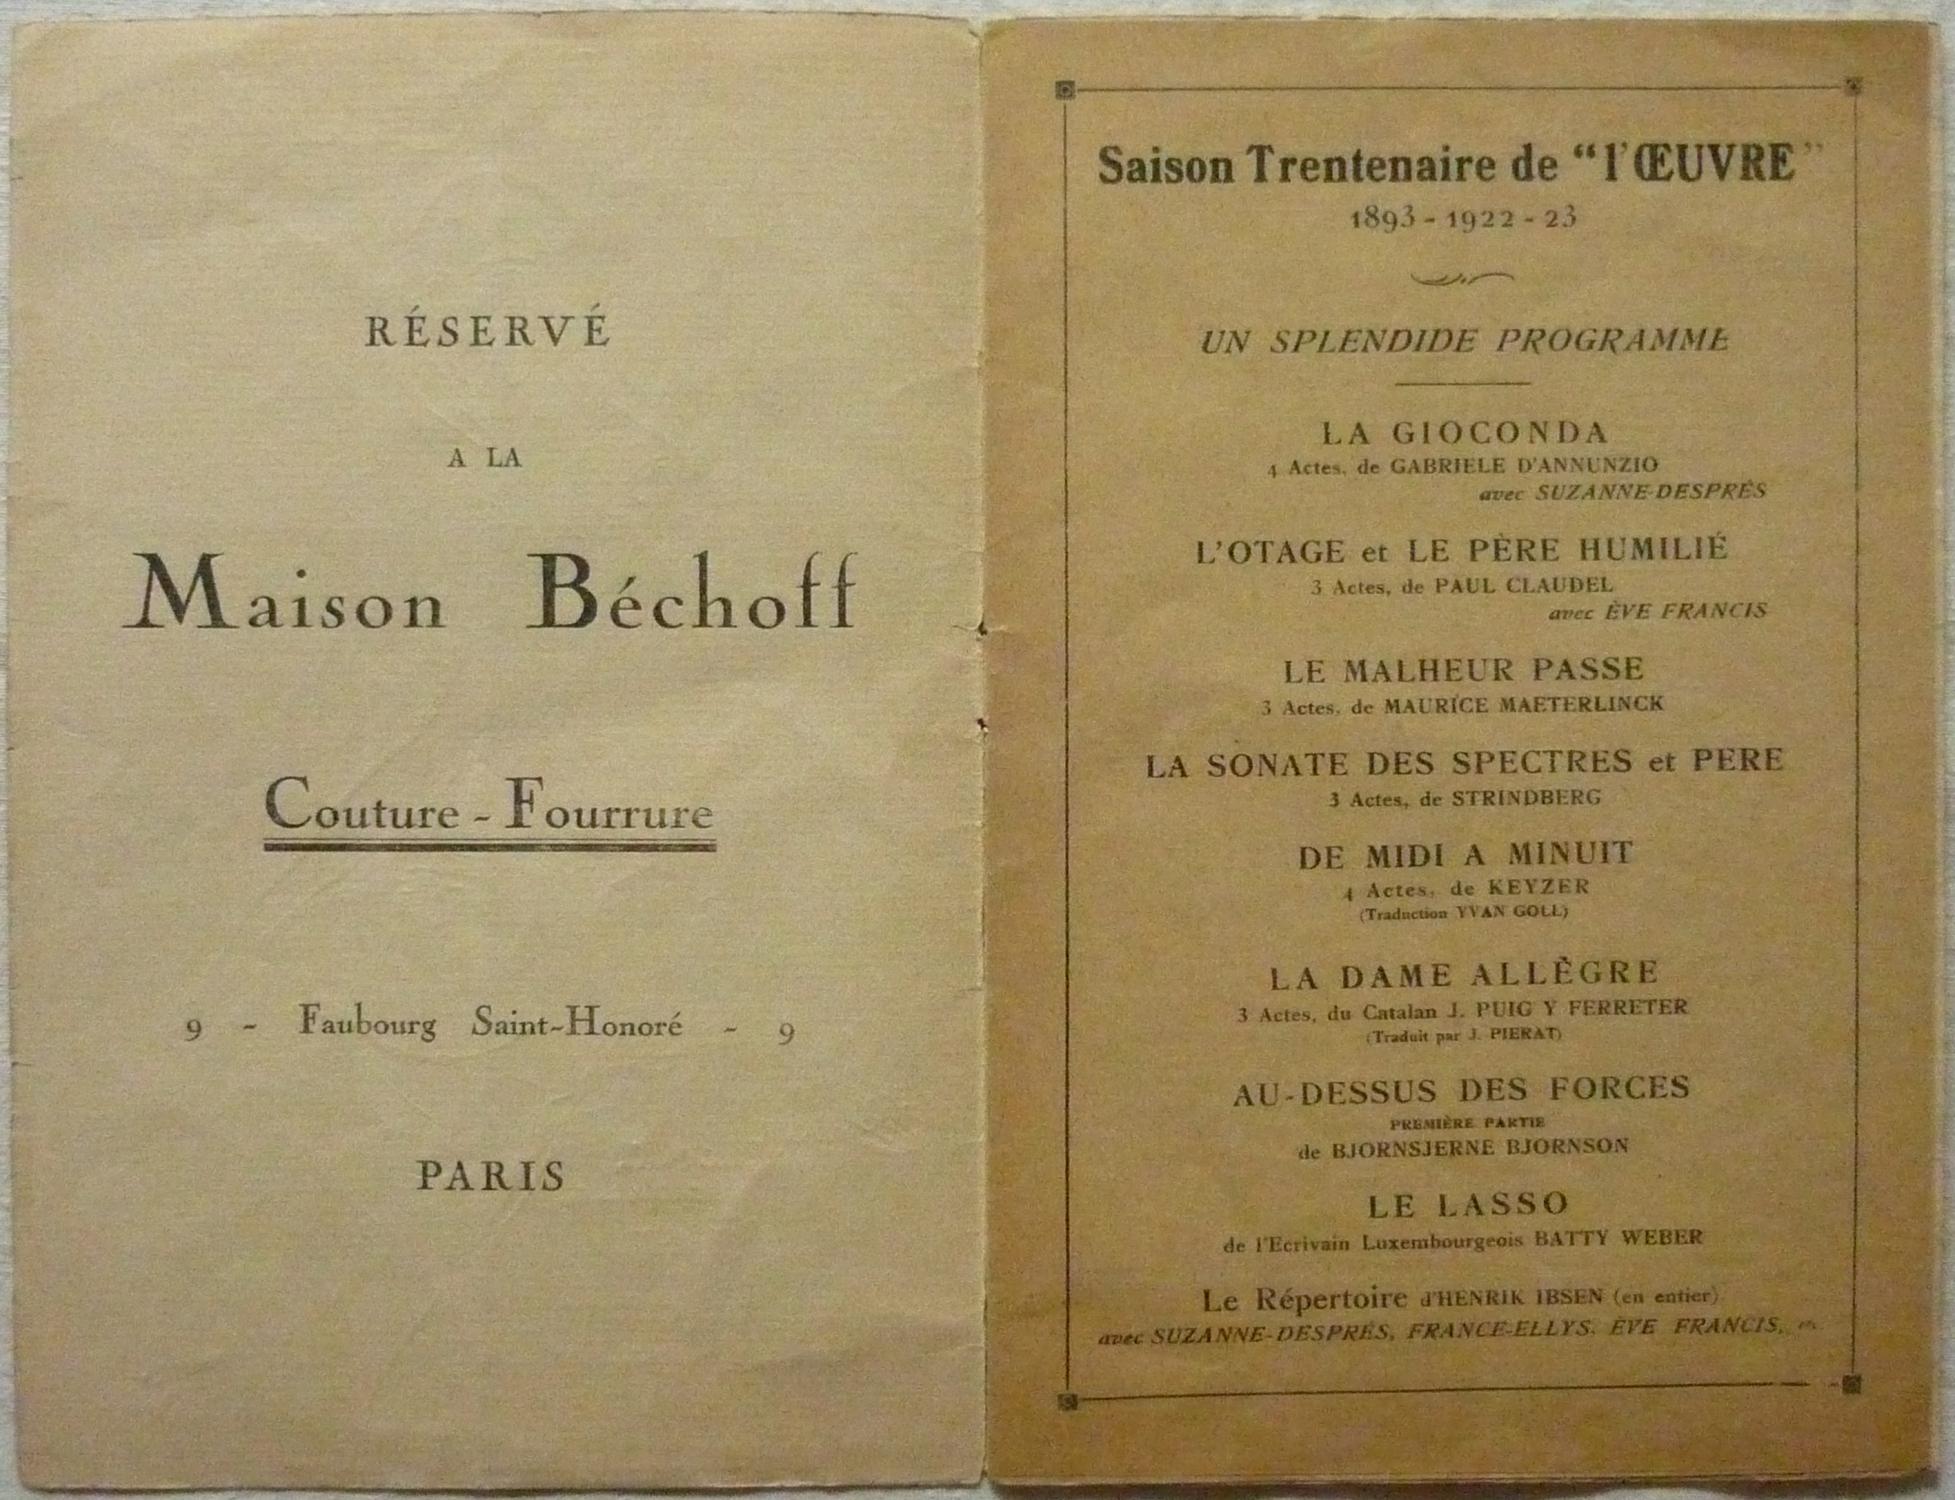 RÉSERVÉ
A LA
Maison Béchoff
Couture - Fourrure
9 - Faubourg Saint-Honoré - 9
PARIS
Saison Trentenaire de "l'ŒUVRE"
1893 - 1922 - 23
UN SPLENDIDE PROGRAMME
LA GIOCONDA
4 Actes, de GABRIELE D'ANNUNZIO
avec SUZANNE-DESPRÉS
L'OTAGE et LE PÈRE HUMILIÉ
3 Actes, de PAUL CLAUDEL
avec ÈVE FRANCIS
LE MALHEUR PASSE
3 Actes, de MAURICE MAETERLINCK
LA SONATE DES SPECTRES et PERE
3 Actes, de STRINDBERG
DE MIDI A MINUIT
4 Actes, de KEYZER
(Traduction YVAN GOLL)
LA DAME ALLÈGRE
3 Actes, du Catalan J. PUIG Y FERRETER
(Traduit par J. PIERAT)
AU-DESSUS DES FORCES
PREMIÈRE PARTIE
de BJORNSJERNE BJORNSON
LE LASSO
de l'Ecrivain Luxembourgeois BATTY WEBER
Le Répertoire d'HENRIK IBSEN (en entier)
avec SUZANNE-DESPRÉS, FRANCE-ELLYS, ÈVE FRANCIS,